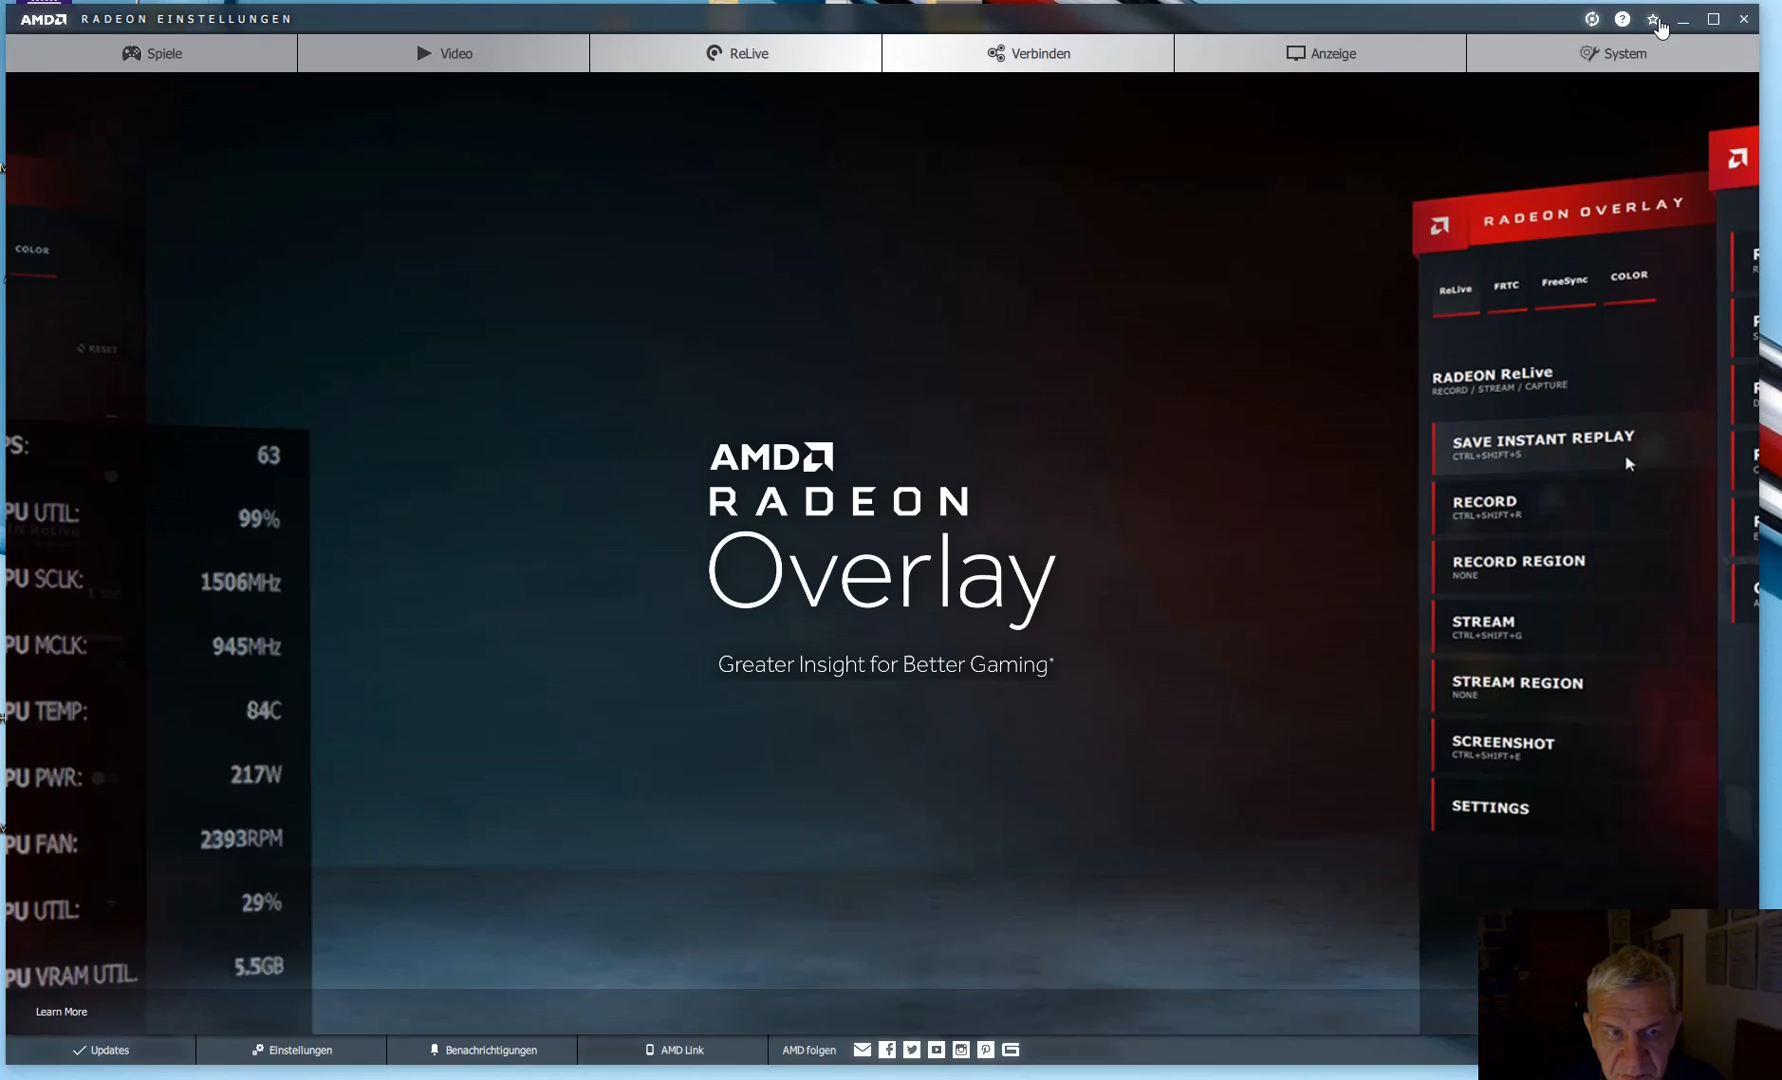 AMD RADEON EINSTELLUNGEN
Spiele
Video
ReLive
Verbinden
Anzeige
System
COLOR
RESET
PS: 63
PU UTIL: 99%
PU SCLK: 1506MHz
PU MCLK: 945MHz
PU TEMP: 84C
PU PWR: 217W
PU FAN: 2393RPM
PU UTIL: 29%
PU VRAM UTIL. 5.5GB
Learn More
AMD
RADEON
Overlay
Greater Insight for Better Gaming*
RADEON OVERLAY
ReLive FRTC FreeSync COLOR
RADEON ReLive
RECORD / STREAM / CAPTURE
SAVE INSTANT REPLAY
CTRL+SHIFT+S
RECORD
CTRL+SHIFT+R
RECORD REGION
NONE
STREAM
CTRL+SHIFT+G
STREAM REGION
NONE
SCREENSHOT
CTRL+SHIFT+E
SETTINGS
Updates
Einstellungen
Benachrichtigungen
AMD Link
AMD folgen